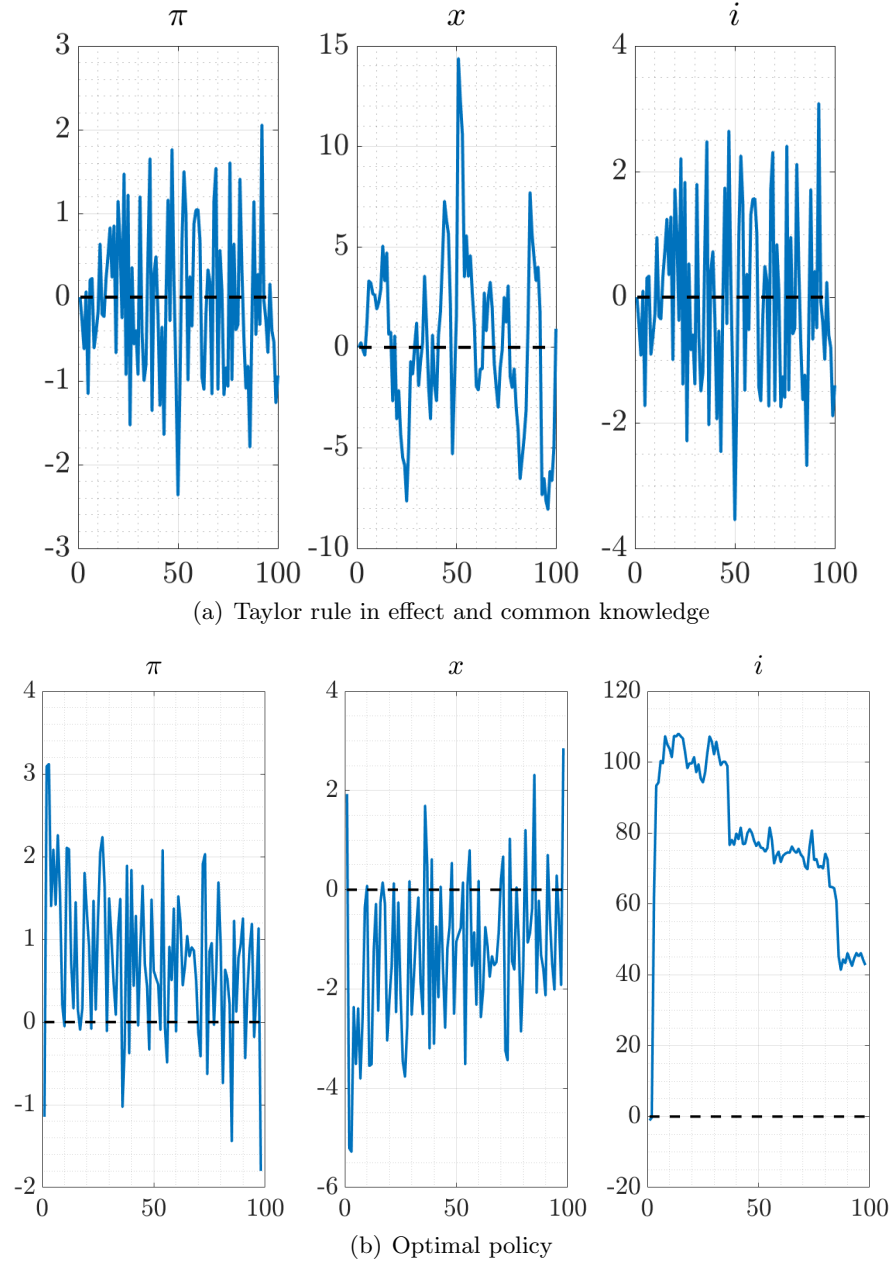 π x i
3 15 4
2 10 2
1 5 0
0 0 -2
-1 -5 -4
-2 -10
-3
0 50 100 0 50 100 0 50 100
(a) Taylor rule in effect and common knowledge
π x i
4 4 120
3 2 100
2 0 80
1 -2 60
0 -4 40
-1 -6 20
-2 0
-20
0 50 100 0 50 100 0 50 100
(b) Optimal policy